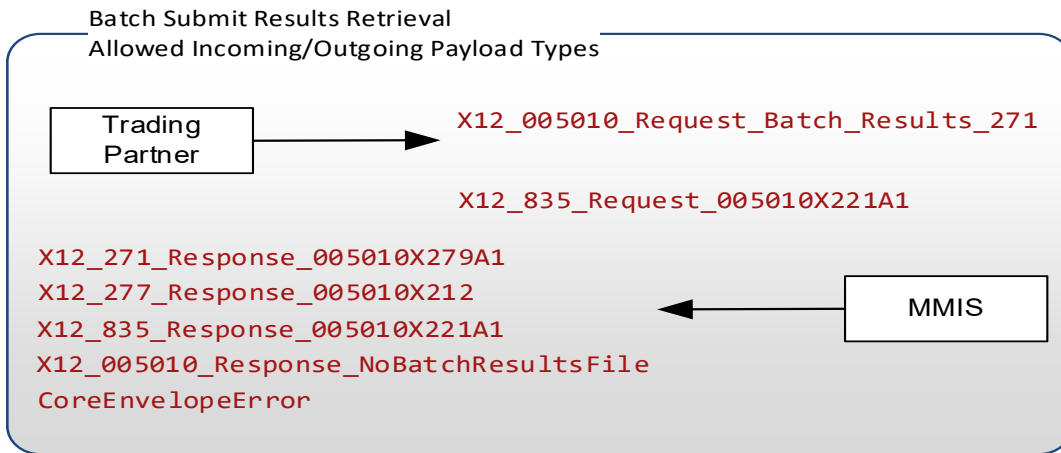 Batch Submit Results Retrieval
Allowed Incoming/Outgoing Payload Types
Trading
Partner
X12_005010_Request_Batch_Results_271
X12_835_Request_005010X221A1
X12_271_Response_005010X279A1
X12_277_Response_005010X212
X12_835_Response_005010X221A1
X12_005010_Response_NoBatchResultsFile
CoreEnvelopeError
MMIS